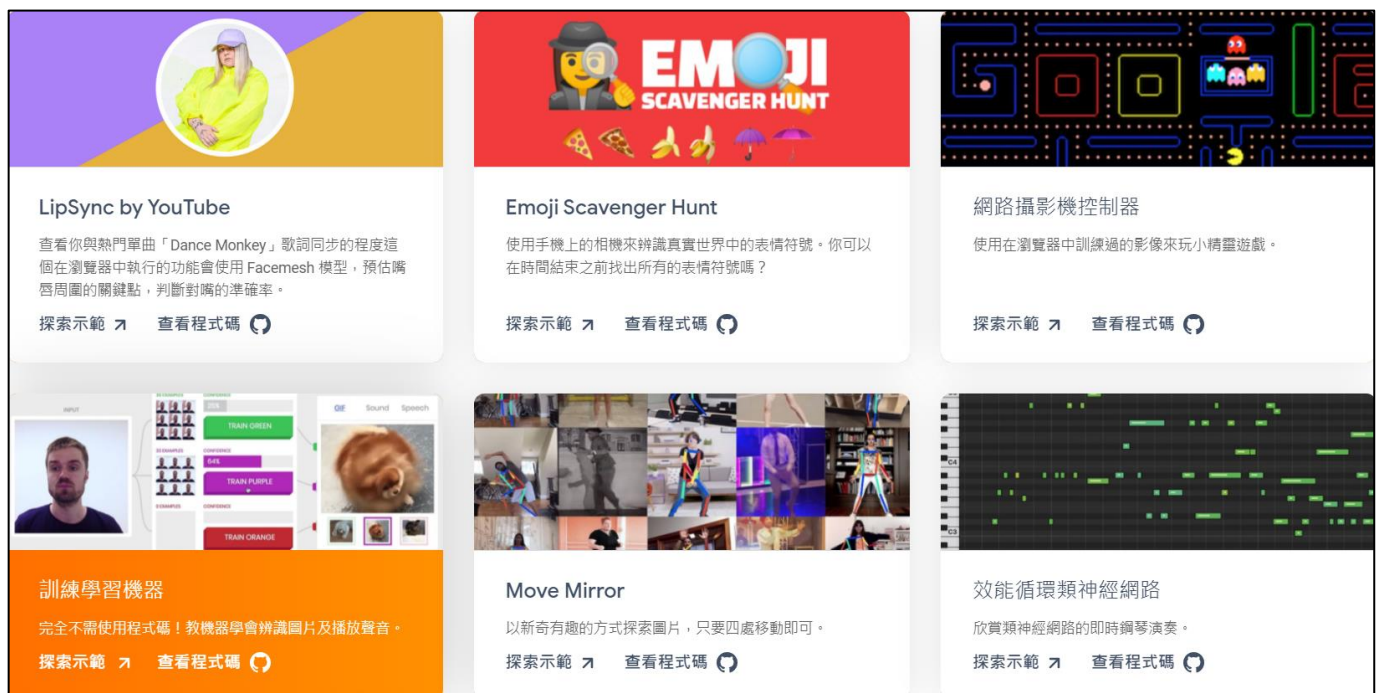 EMOJI
SCAVENGER HUNT
LipSync by YouTube
查看你與熱門單曲「Dance Monkey」歌詞同步的程度這
個在瀏覽器中執行的功能會使用 Facemesh 模型，預估嘴
唇周圍的關鍵點，判斷對嘴的準確率。
探索示範 查看程式碼
Emoji Scavenger Hunt
使用手機上的相機來辨識真實世界中的表情符號。你可以
在時間結束之前找出所有的表情符號嗎？
探索示範 查看程式碼
網路攝影機控制器
使用在瀏覽器中訓練過的影像來玩小精靈遊戲。
探索示範 查看程式碼
INPUT
CONFIDENCE
TRAIN GREEN
CONFIDENCE
64%
TRAIN PURPLE
CONFIDENCE
TRAIN ORANGE
GIF Sound Speech
訓練學習機器
完全不需使用程式碼！教機器學會辨識圖片及播放聲音。
探索示範 查看程式碼
Move Mirror
以新奇有趣的方式探索圖片，只要四處移動即可。
探索示範 查看程式碼
C4
C3
效能循環類神經網路
欣賞類神經網路的即時鋼琴演奏。
探索示範 查看程式碼